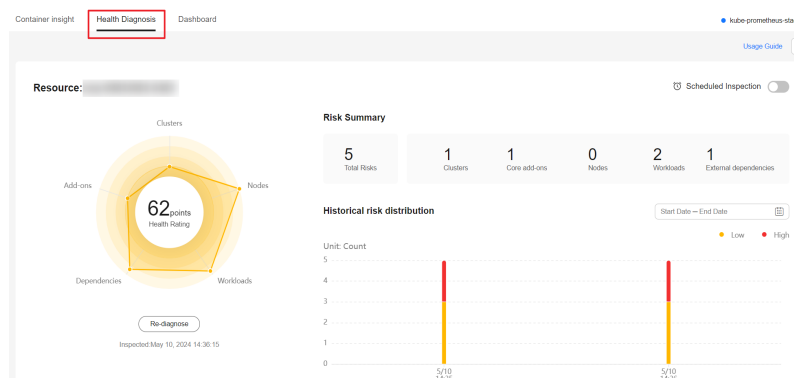 Container insight Health Diagnosis Dashboard
kube-prometheus-sta
Usage Guide
Resource:
Scheduled Inspection
Clusters
Add-ons
Nodes
62 points
Health Rating
Dependencies
Workloads
Re-diagnose
Inspected:May 10, 2024 14:36:15
Risk Summary
5
Total Risks
1
Clusters
1
Core add-ons
0
Nodes
2
Workloads
1
External dependencies
Historical risk distribution
Start Date – End Date
Low High
Unit: Count
5
4
3
2
1
0
5/10
5/10